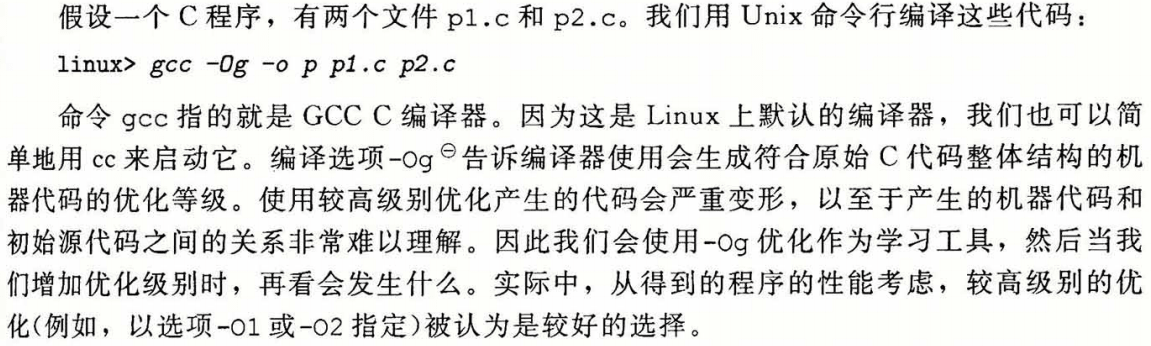 假设一个 C 程序，有两个文件 p1.c 和 p2.c。我们用 Unix 命令行编译这些代码：
linux> gcc -Og -o p p1.c p2.c
命令 gcc 指的就是 GCC C 编译器。因为这是 Linux 上默认的编译器，我们也可以简
单地用 cc 来启动它。编译选项-Og㊀告诉编译器使用会生成符合原始 C 代码整体结构的机
器代码的优化等级。使用较高级别优化产生的代码会严重变形，以至于产生的机器代码和
初始源代码之间的关系非常难以理解。因此我们会使用-Og 优化作为学习工具，然后当我
们增加优化级别时，再看会发生什么。实际中，从得到的程序的性能考虑，较高级别的优
化(例如，以选项-O1 或-O2 指定)被认为是较好的选择。